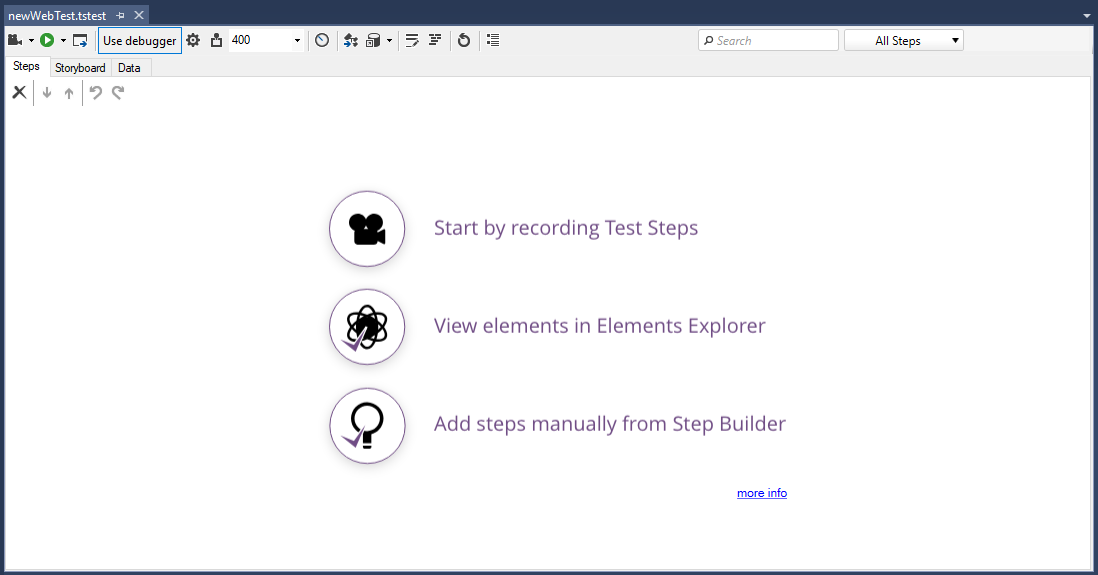 newWebTest.tstest
Use debugger 400 Search All Steps
Steps Storyboard Data
Start by recording Test Steps
View elements in Elements Explorer
Add steps manually from Step Builder
more info